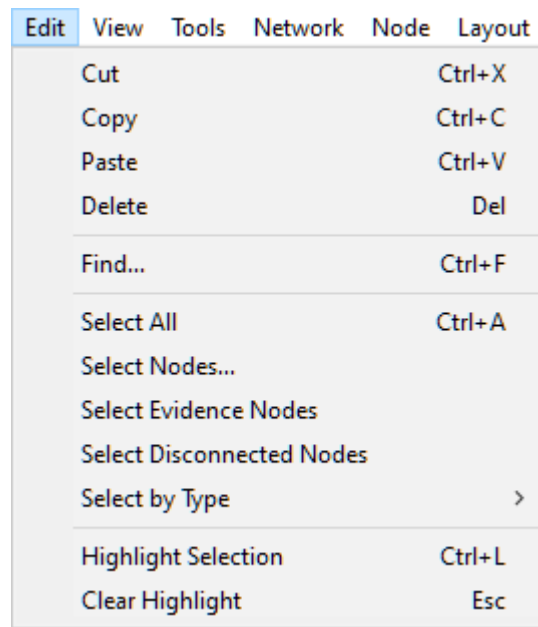 Edit View Tools Network Node Layout
Cut Ctrl+X
Copy Ctrl+C
Paste Ctrl+V
Delete Del
Find... Ctrl+F
Select All Ctrl+A
Select Nodes...
Select Evidence Nodes
Select Disconnected Nodes
Select by Type >
Highlight Selection Ctrl+L
Clear Highlight Esc